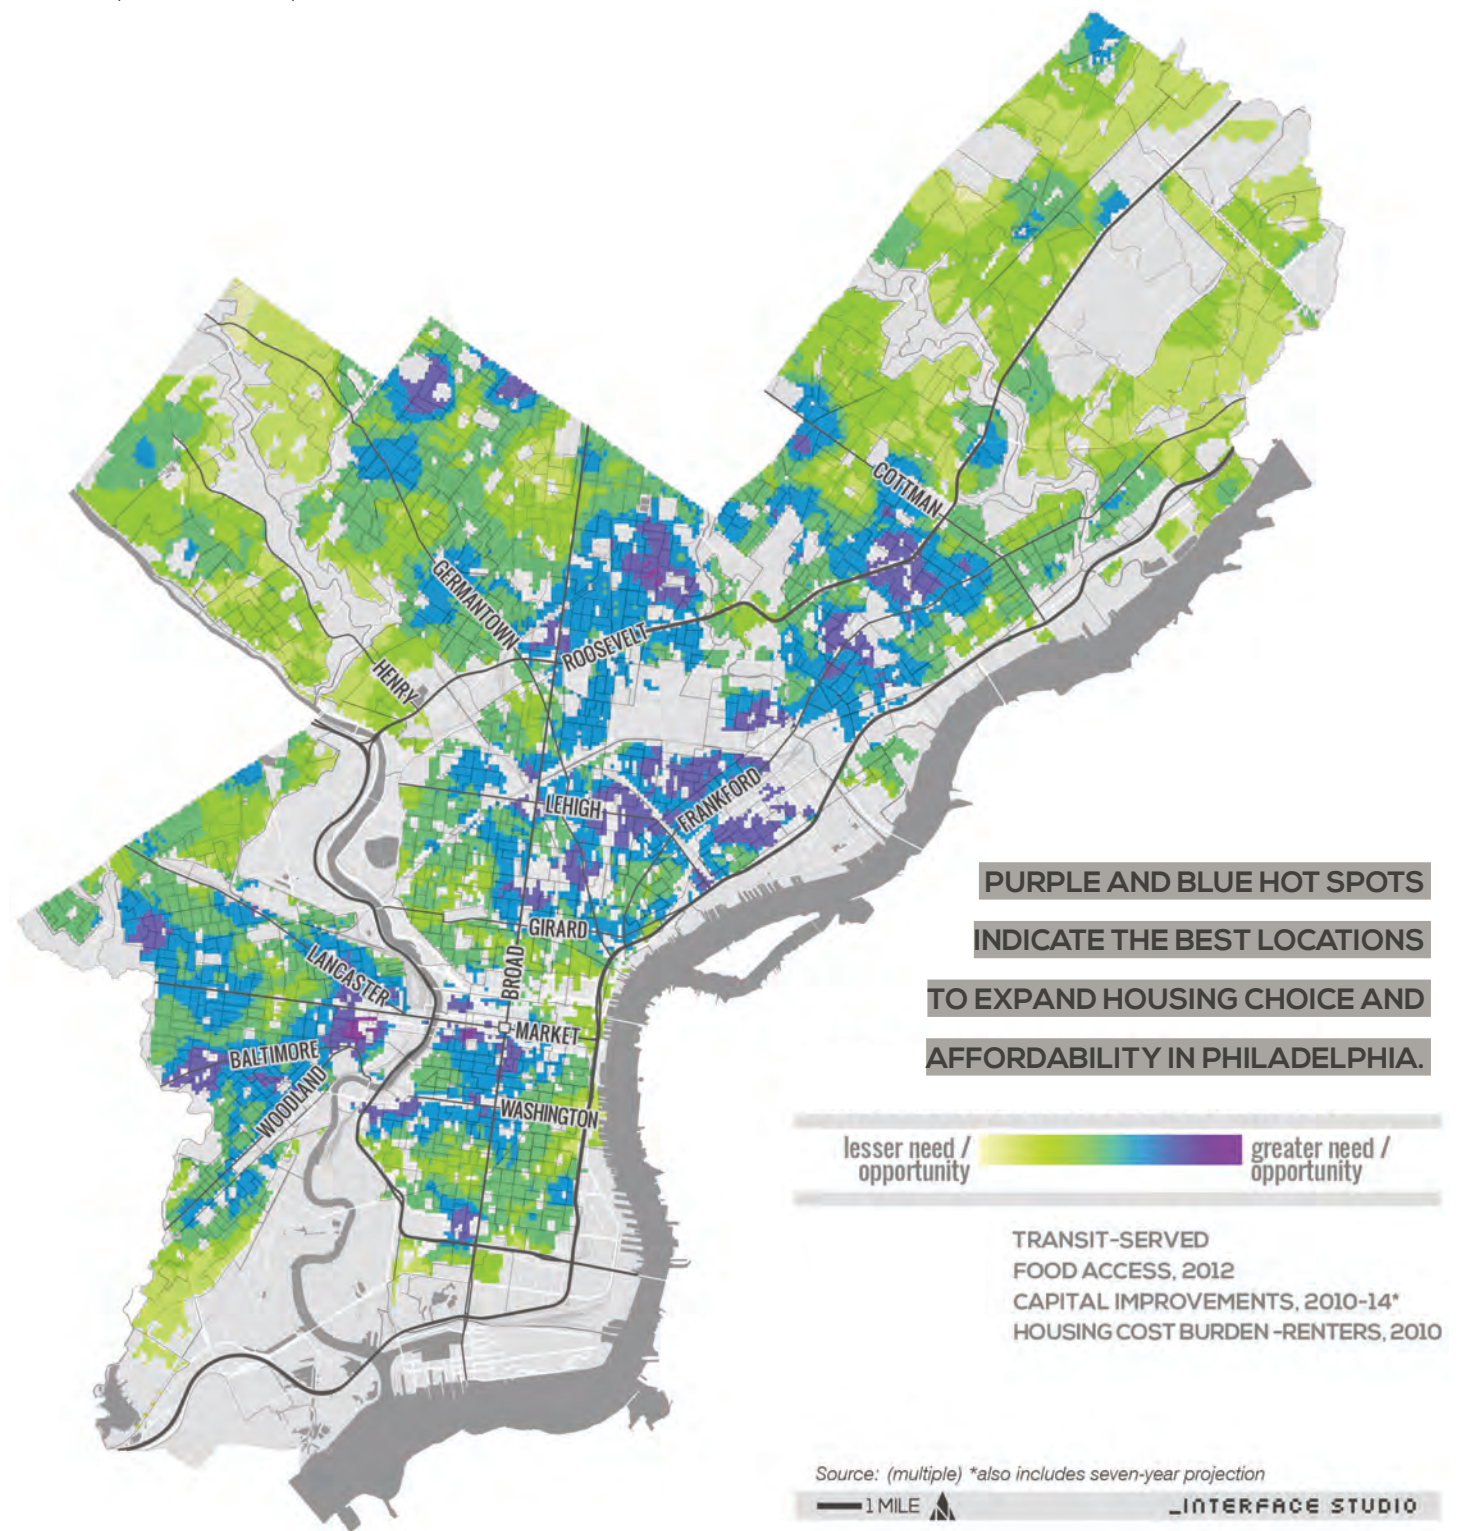 COTTMAN
GERMANTOWN
ROOSEVELT
HENRY
LEHIGH
FRANKFORD
GIRARD
BROAD
LANCASTER
MARKET
BALTIMORE
WOODLAND
WASHINGTON
PURPLE AND BLUE HOT SPOTS
INDICATE THE BEST LOCATIONS
TO EXPAND HOUSING CHOICE AND
AFFORDABILITY IN PHILADELPHIA.
lesser need /
opportunity
greater need /
opportunity
TRANSIT-SERVED
FOOD ACCESS, 2012
CAPITAL IMPROVEMENTS, 2010-14*
HOUSING COST BURDEN -RENTERS, 2010
Source: (multiple) *also includes seven-year projection
1 MILE
_INTERFACE STUDIO